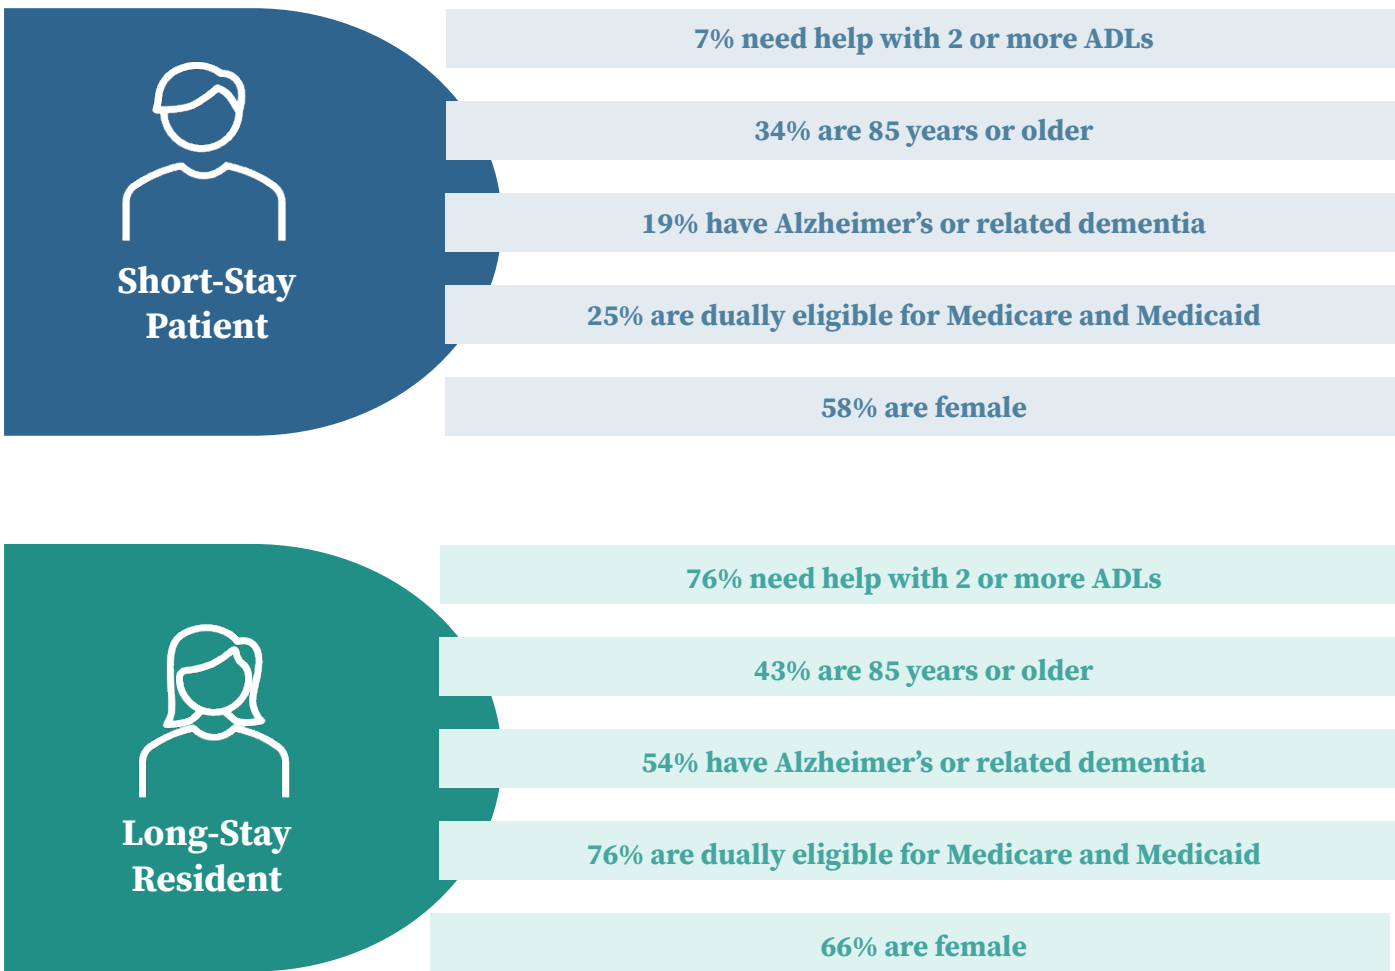 Short-Stay
Patient
7% need help with 2 or more ADLs
34% are 85 years or older
19% have Alzheimer’s or related dementia
25% are dually eligible for Medicare and Medicaid
58% are female
Long-Stay
Resident
76% need help with 2 or more ADLs
43% are 85 years or older
54% have Alzheimer’s or related dementia
76% are dually eligible for Medicare and Medicaid
66% are female